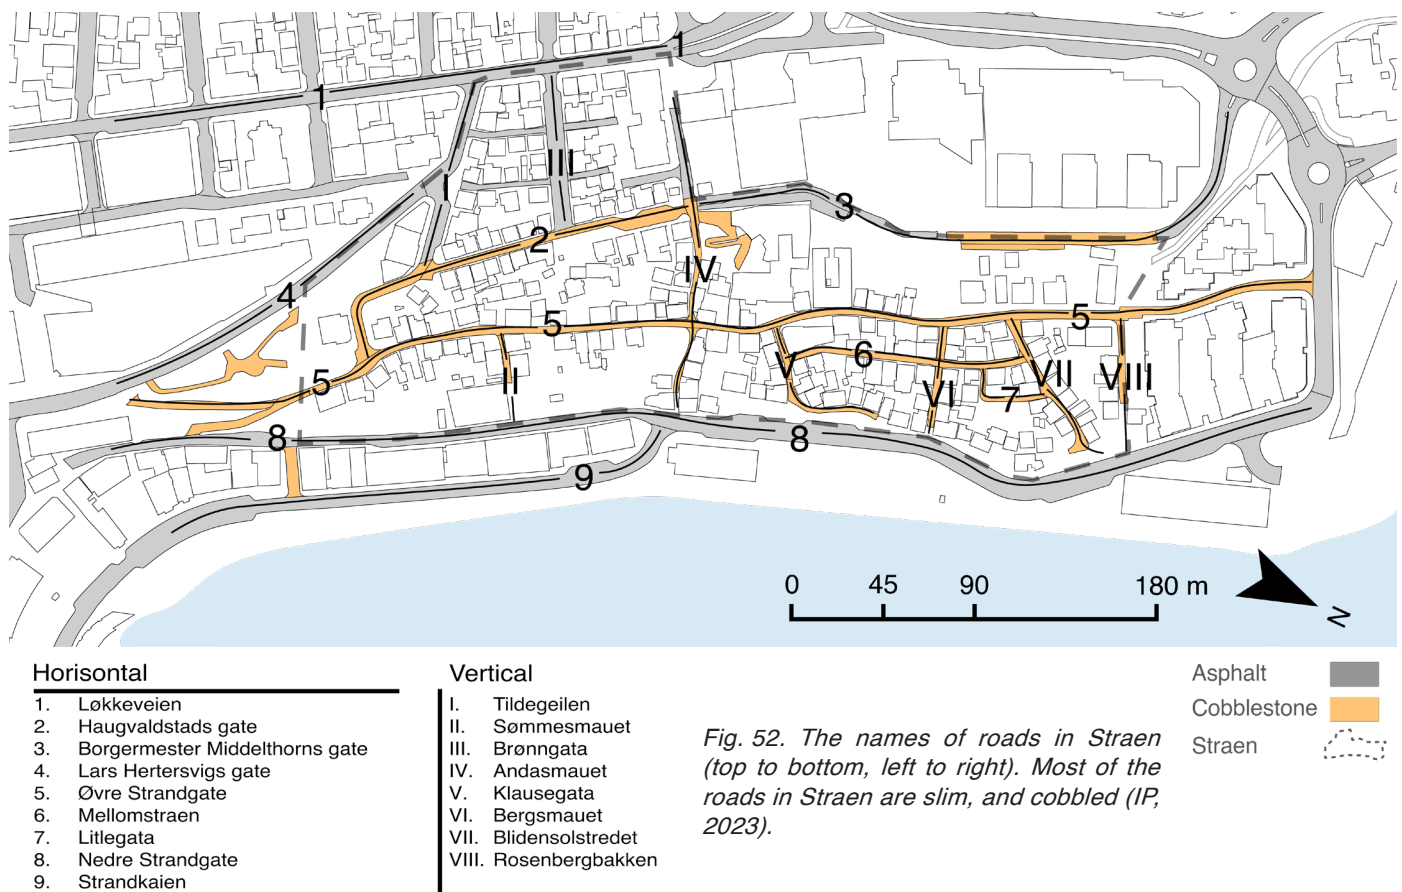 1
1
III
I
3
2
IV
4
5
5
5
V
6
VI
VII
VIII
II
7
8
8
9
0 45 90 180 m
N
Horisontal
1. Løkkeveien
2. Haugvaldstads gate
3. Borgermester Middelthorns gate
4. Lars Hertersvigs gate
5. Øvre Strandgate
6. Mellomstraen
7. Litlegata
8. Nedre Strandgate
9. Strandkaien
Vertical
I. Tildegeilen
II. Sømmesmauet
III. Brønngata
IV. Andasmauet
V. Klausegata
VI. Bergsmauet
VII. Blidensolstredet
VIII. Rosenbergbakken
Fig. 52. The names of roads in Straen
(top to bottom, left to right). Most of the
roads in Straen are slim, and cobbled (IP,
2023).
Asphalt
Cobblestone
Straen